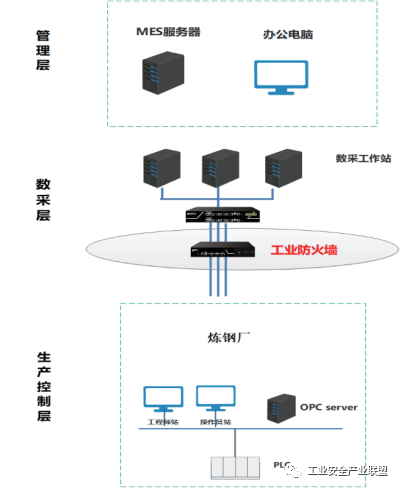 管理层
MES服务器
办公电脑
数采层
数采工作站
工业防火墙
生产控制层
炼钢厂
工程师站
操作员站
OPC server
PLC
工业安全产业联盟